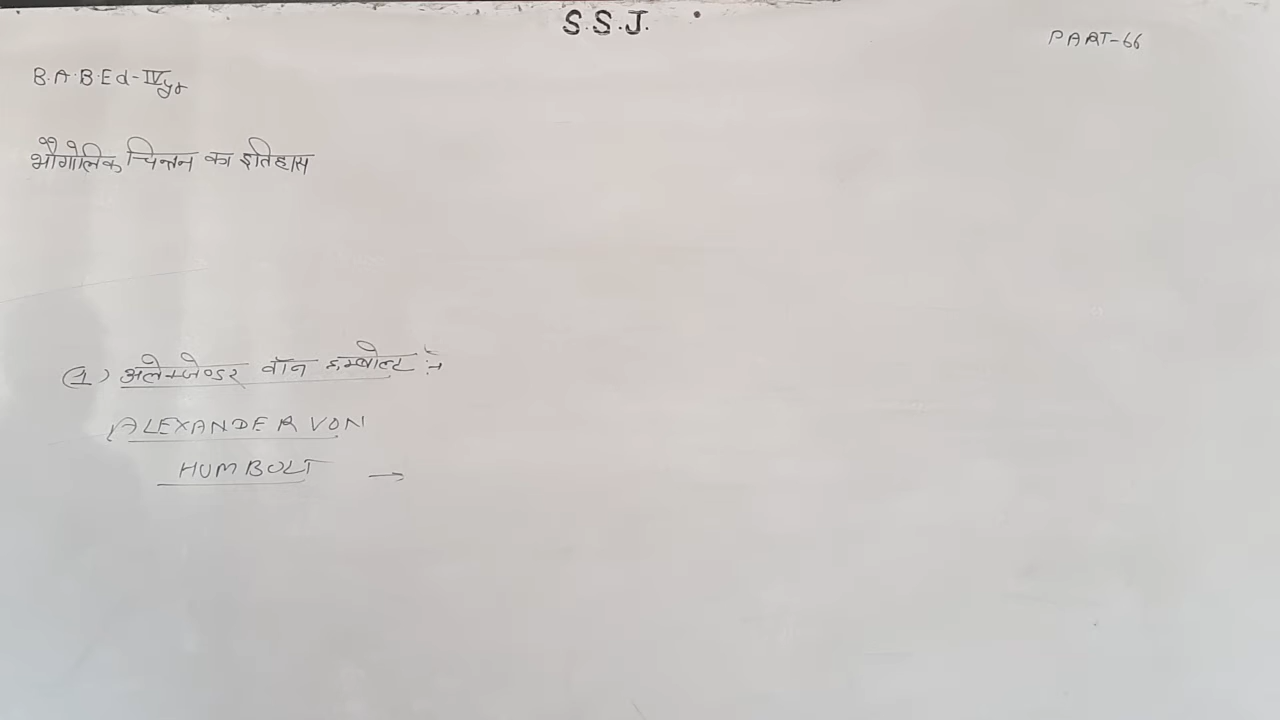 S.S.J.
PART-66
B.A.B.Ed-IVyr
भौगोलिक चिन्तन का इतिहास
(1) अलेक्जेण्डर वॉन हम्बोल्ट :→
ALEXANDER VON
HUMBOLT →